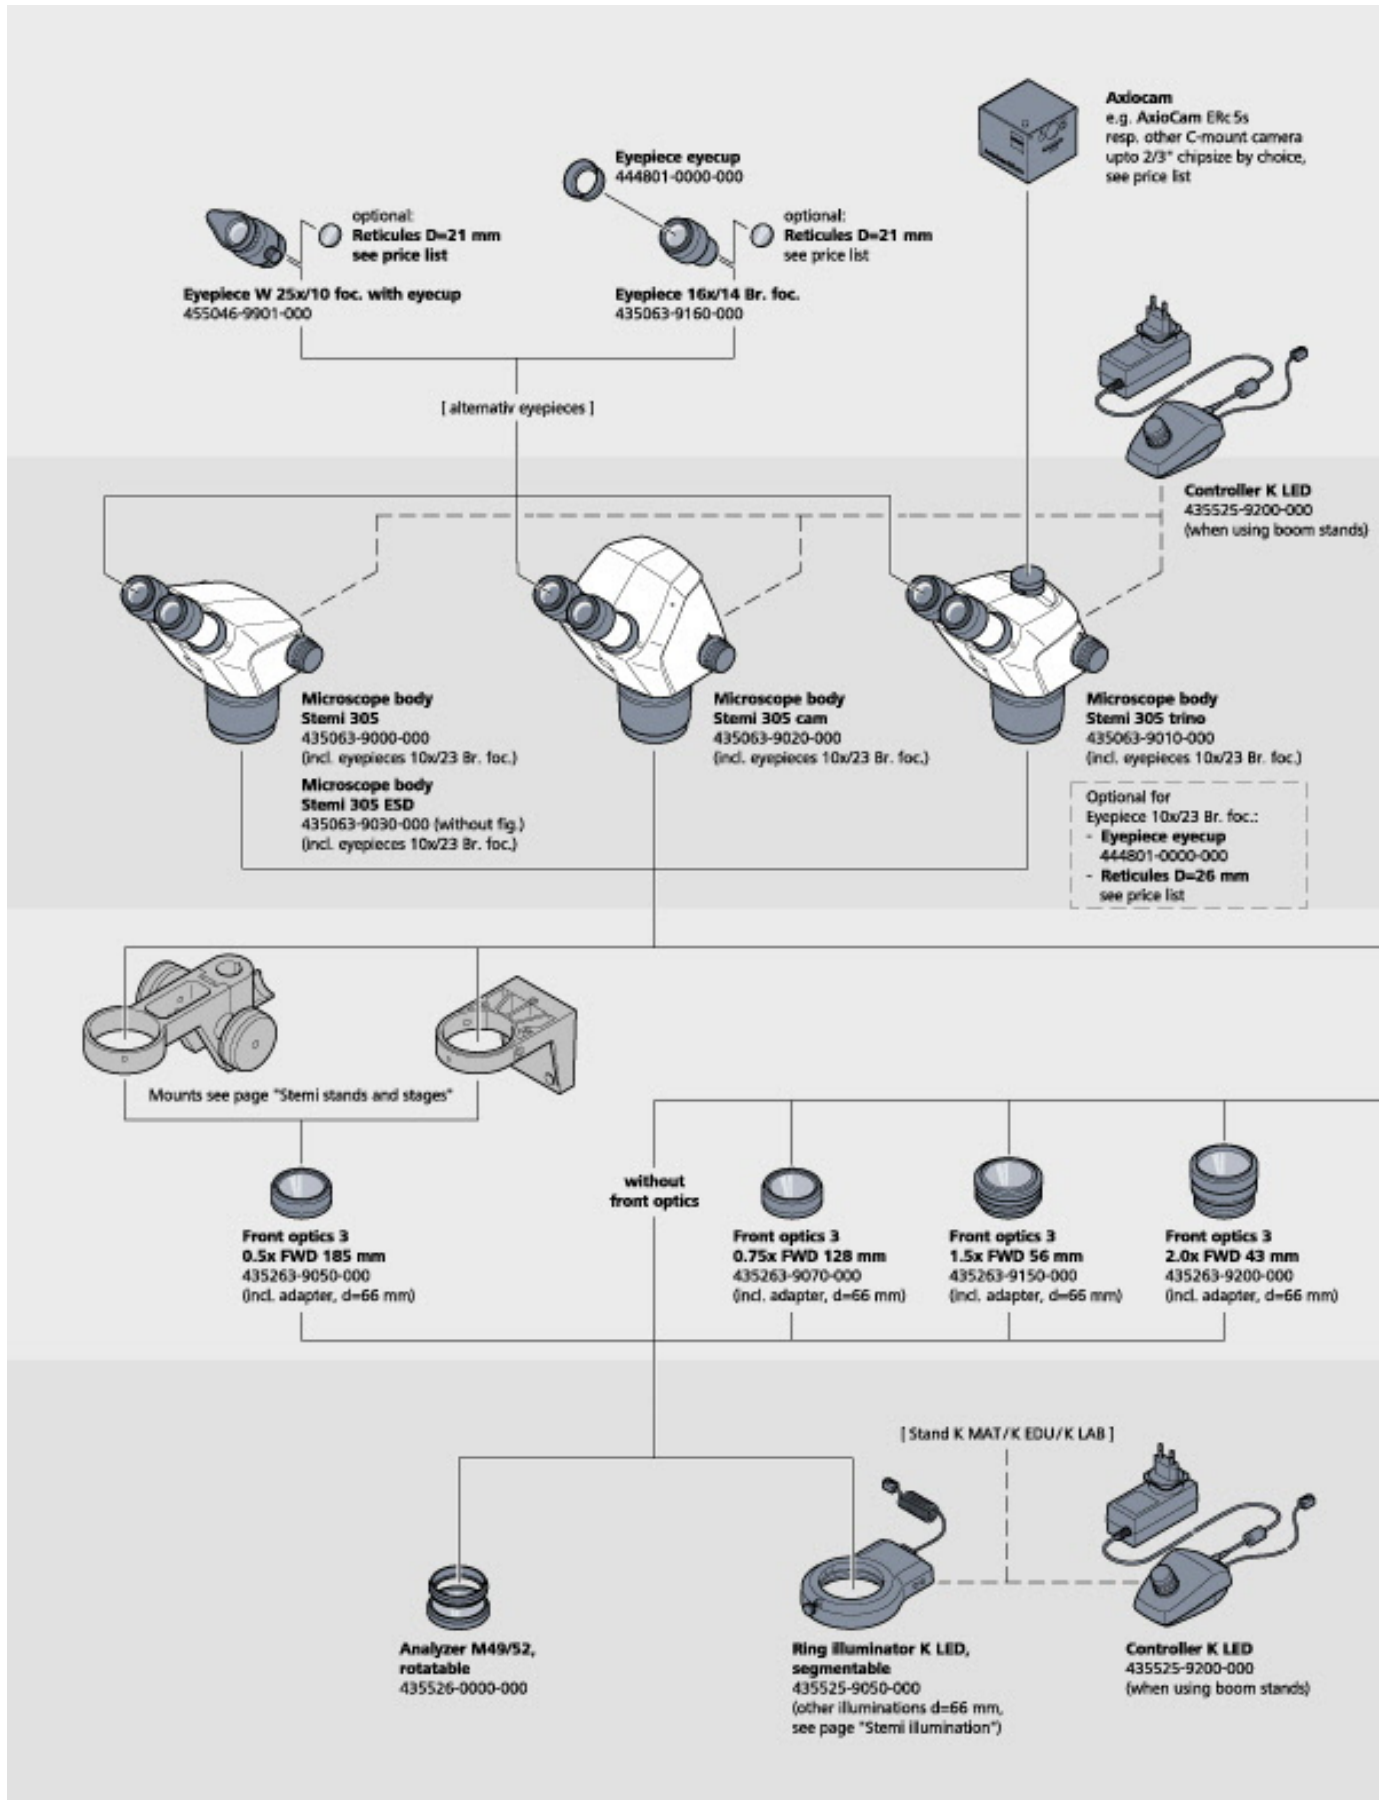 Axiocam
e.g. AxioCam ERc 5s
resp. other C-mount camera
upto 2/3" chipsize by choice,
see price list
Eyepiece eyecup
444801-0000-000
optional:
Reticules D=21 mm
see price list
optional:
Reticules D=21 mm
see price list
Eyepiece W 25x/10 foc. with eyecup
455046-9901-000
Eyepiece 16x/14 Br. foc.
435063-9160-000
[ alternativ eyepieces ]
Controller K LED
435525-9200-000
(when using boom stands)
Microscope body
Stemi 305
435063-9000-000
(incl. eyepieces 10x/23 Br. foc.)
Microscope body
Stemi 305 ESD
435063-9030-000 (without fig.)
(incl. eyepieces 10x/23 Br. foc.)
Microscope body
Stemi 305 cam
435063-9020-000
(incl. eyepieces 10x/23 Br. foc.)
Microscope body
Stemi 305 trino
435063-9010-000
(incl. eyepieces 10x/23 Br. foc.)
Optional for
Eyepiece 10x/23 Br. foc.:
- Eyepiece eyecup
444801-0000-000
- Reticules D=26 mm
see price list
Mounts see page "Stemi stands and stages"
without
front optics
Front optics 3
0.5x FWD 185 mm
435263-9050-000
(incl. adapter, d=66 mm)
Front optics 3
0.75x FWD 128 mm
435263-9070-000
(incl. adapter, d=66 mm)
Front optics 3
1.5x FWD 56 mm
435263-9150-000
(incl. adapter, d=66 mm)
Front optics 3
2.0x FWD 43 mm
435263-9200-000
(incl. adapter, d=66 mm)
[ Stand K MAT/K EDU/K LAB ]
Analyzer M49/52,
rotatable
435526-0000-000
Ring illuminator K LED,
segmentable
435525-9050-000
(other illuminations d=66 mm,
see page "Stemi illumination")
Controller K LED
435525-9200-000
(when using boom stands)